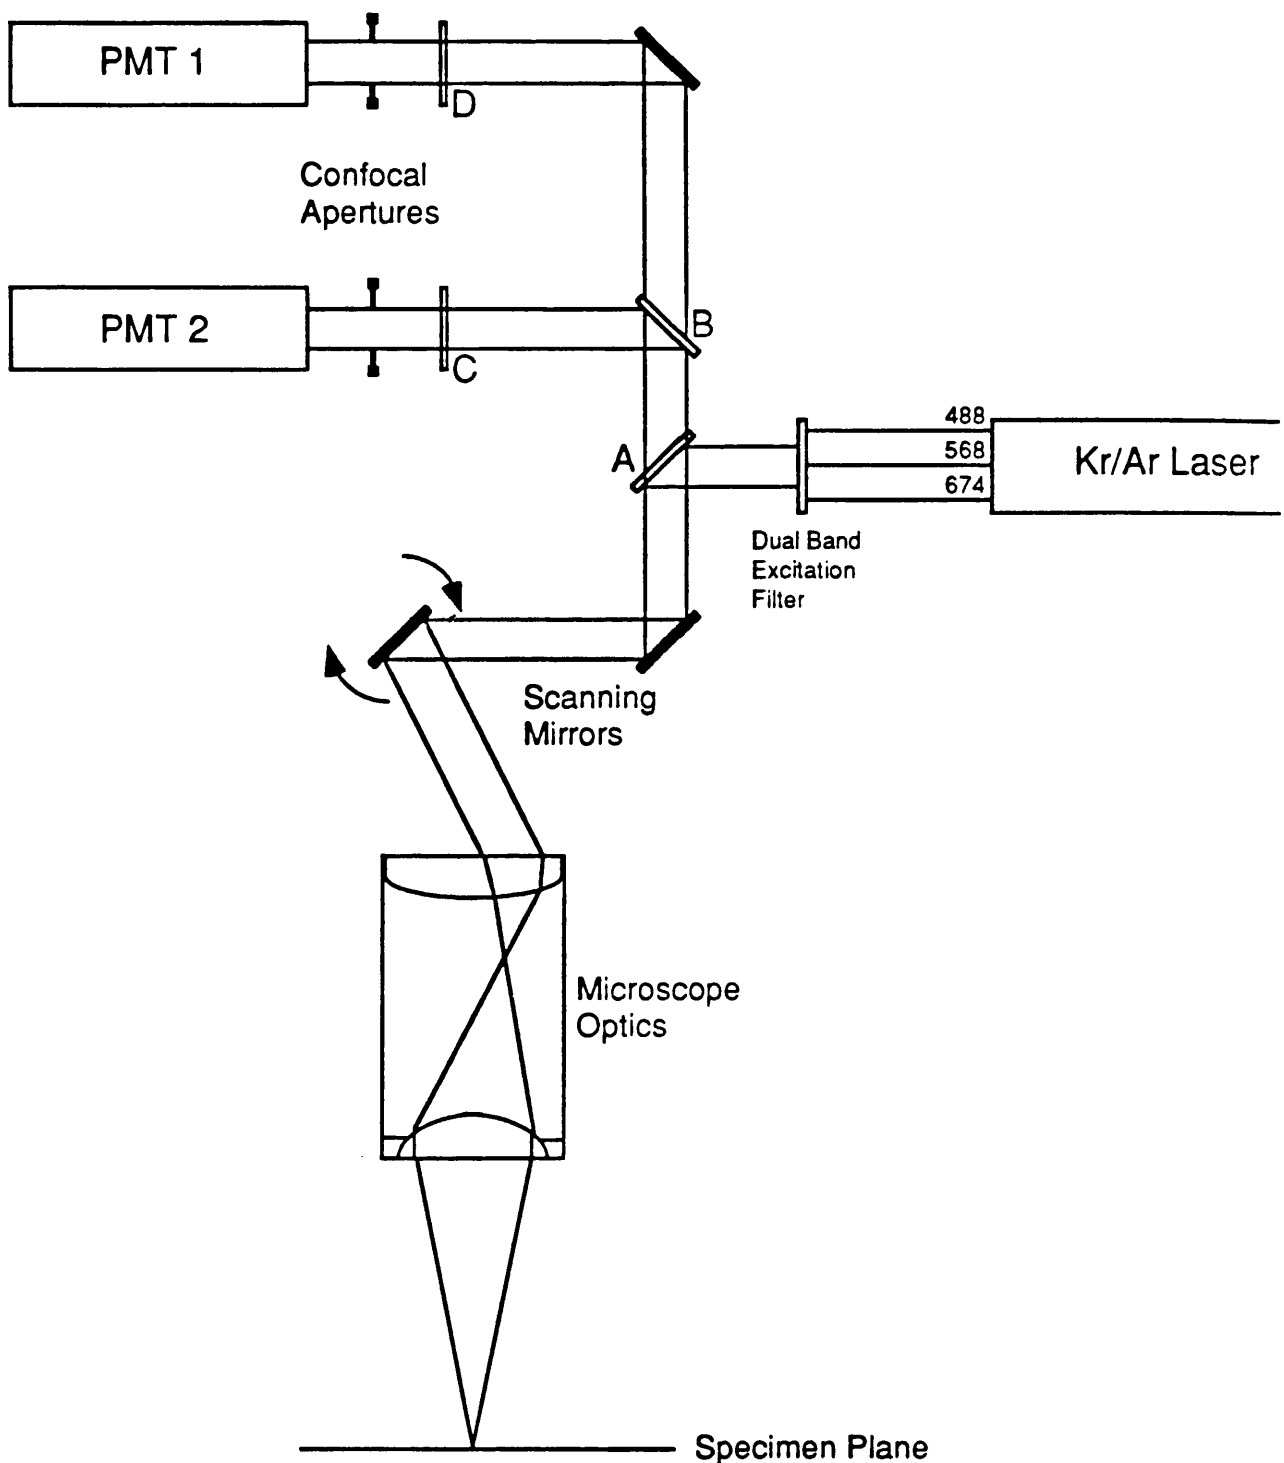 PMT 1
D
Confocal
Apertures
PMT 2
C
B
A
488
568
674
Kr/Ar Laser
Dual Band
Excitation
Filter
Scanning
Mirrors
Microscope
Optics
Specimen Plane